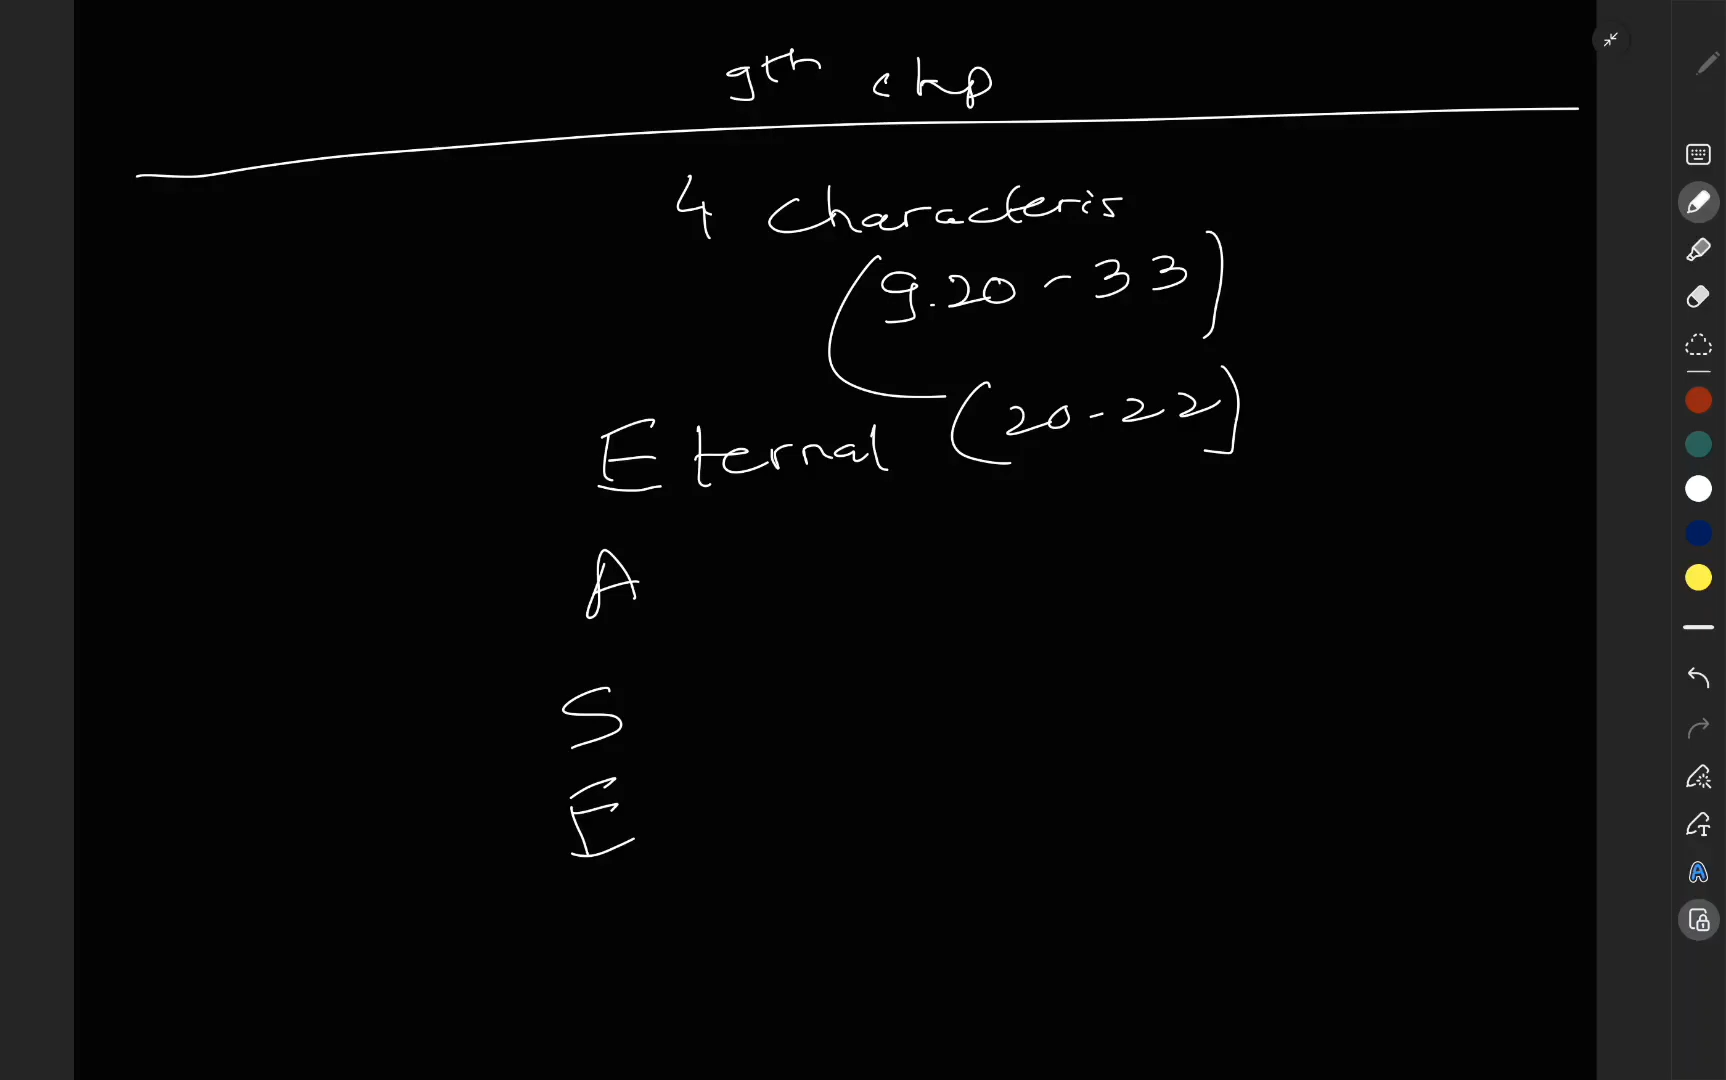 9th chp
4 characteris
(9.20-33)
Eternal (20-22]
A
S
E